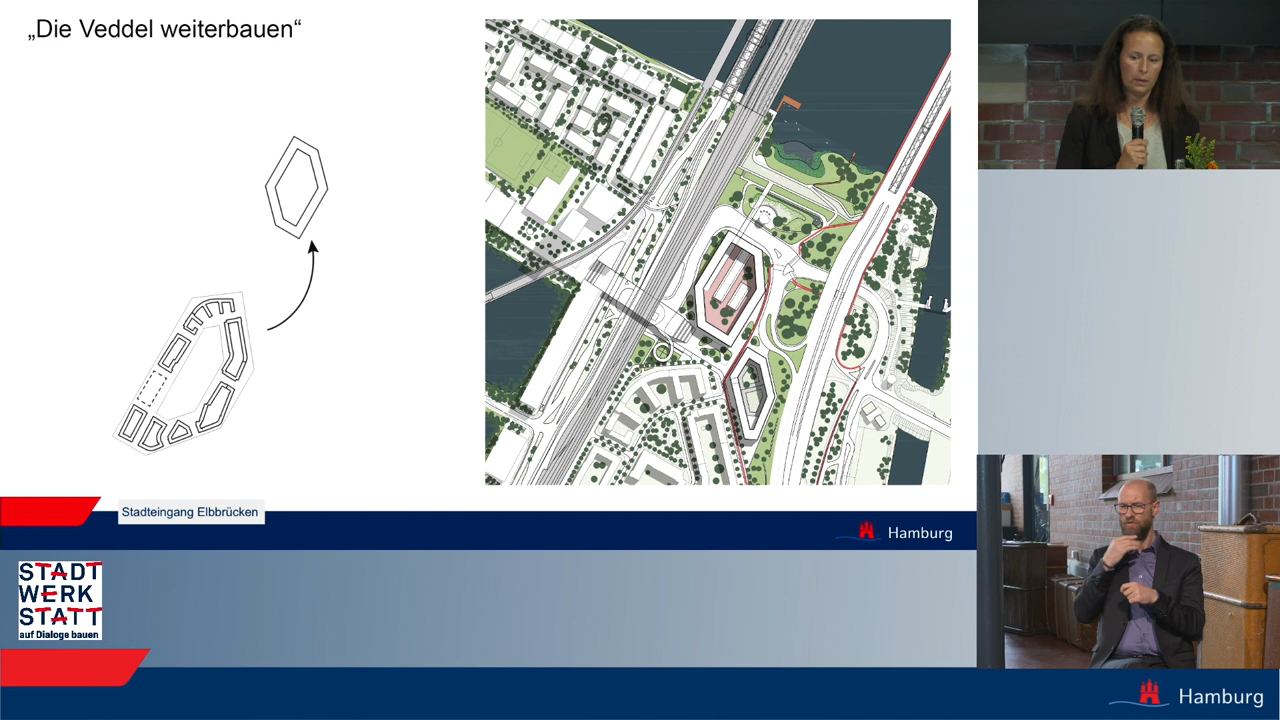 „Die Veddel weiterbauen“
Stadteingang Elbbrücken
Hamburg
STADT
WERK
STATT
auf Dialoge bauen
Hamburg